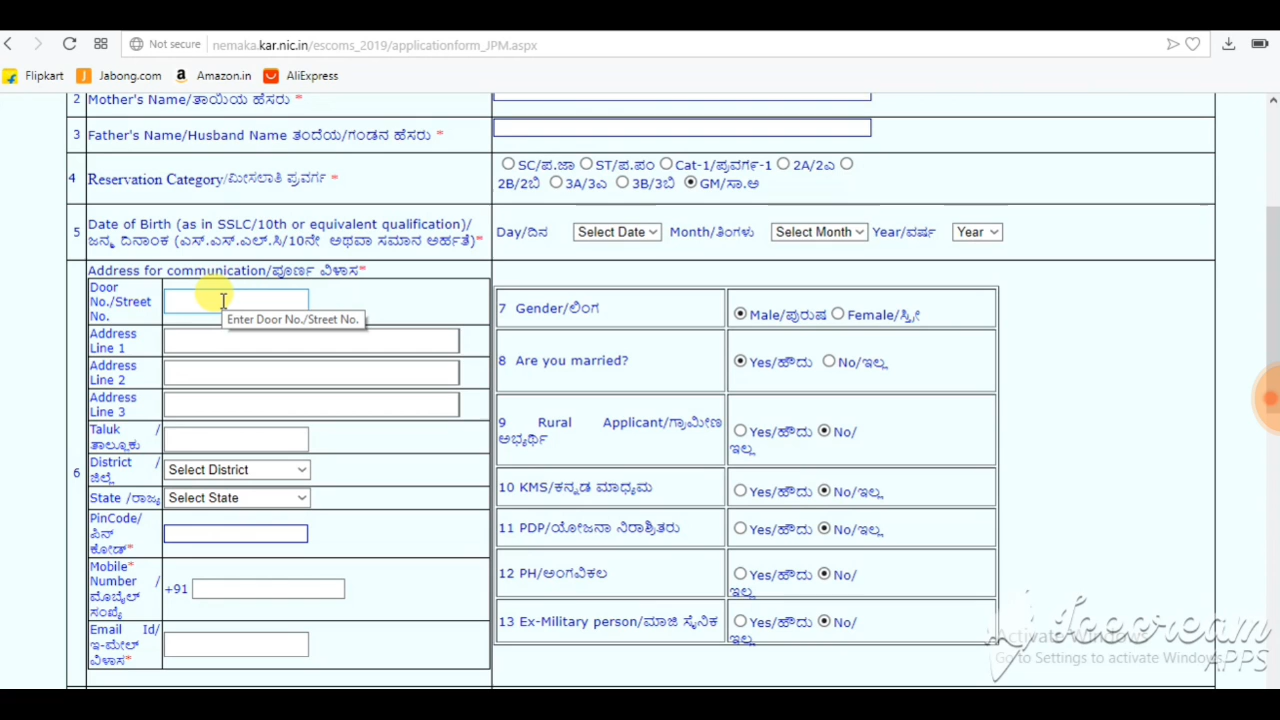 Not secure nemaka.kar.nic.in/escoms_2019/applicationform_JPM.aspx
Flipkart Jabong.com Amazon.in AliExpress
2 Mother's Name/ತಾಯಿಯ ಹೆಸರು *
3 Father's Name/Husband Name ತಂದೆಯ/ಗಂಡನ ಹೆಸರು *
4 Reservation Category/ಮೀಸಲಾತಿ ಪ್ರವರ್ಗ *
SC/ಪ.ಜಾ ST/ಪ.ಪಂ Cat-1/ಪ್ರವರ್ಗ-1 2A/2ಎ
2B/2ಬಿ 3A/3ಎ 3B/3ಬಿ GM/ಸಾ.ಅ
5 Date of Birth (as in SSLC/10th or equivalent qualification)/
ಜನ್ಮ ದಿನಾಂಕ (ಎಸ್.ಎಸ್.ಎಲ್.ಸಿ/10ನೇ ಅಥವಾ ಸಮಾನ ಅರ್ಹತೆ)*
Day/ದಿನ Select Date Month/ತಿಂಗಳು Select Month Year/ವರ್ಷ Year
6 Address for communication/ಪೂರ್ಣ ವಿಳಾಸ*
Door
No./Street
No.
Enter Door No./Street No.
Address
Line 1
Address
Line 2
Address
Line 3
Taluk /
ತಾಲ್ಲೂಕು
District /
ಜಿಲ್ಲೆ
Select District
State /ರಾಜ್ಯ Select State
PinCode/
ಪಿನ್
ಕೋಡ್*
Mobile*
Number /
ಮೊಬೈಲ್
ಸಂಖ್ಯೆ
+91
Email Id/
ಇ-ಮೇಲ್
ವಿಳಾಸ*
7 Gender/ಲಿಂಗ Male/ಪುರುಷ Female/ಸ್ತ್ರೀ
8 Are you married? Yes/ಹೌದು No/ಇಲ್ಲ
9 Rural Applicant/ಗ್ರಾಮೀಣ
ಅಭ್ಯರ್ಥಿ
Yes/ಹೌದು No/
ಇಲ್ಲ
10 KMS/ಕನ್ನಡ ಮಾಧ್ಯಮ Yes/ಹೌದು No/ಇಲ್ಲ
11 PDP/ಯೋಜನಾ ನಿರಾಶ್ರಿತರು Yes/ಹೌದು No/ಇಲ್ಲ
12 PH/ಅಂಗವಿಕಲ Yes/ಹೌದು No/
ಇಲ್ಲ
13 Ex-Military person/ಮಾಜಿ ಸೈನಿಕ Yes/ಹೌದು No/
ಇಲ್ಲ
Activate Windows
Go to Settings to activate Windows.
Icecream
APPS